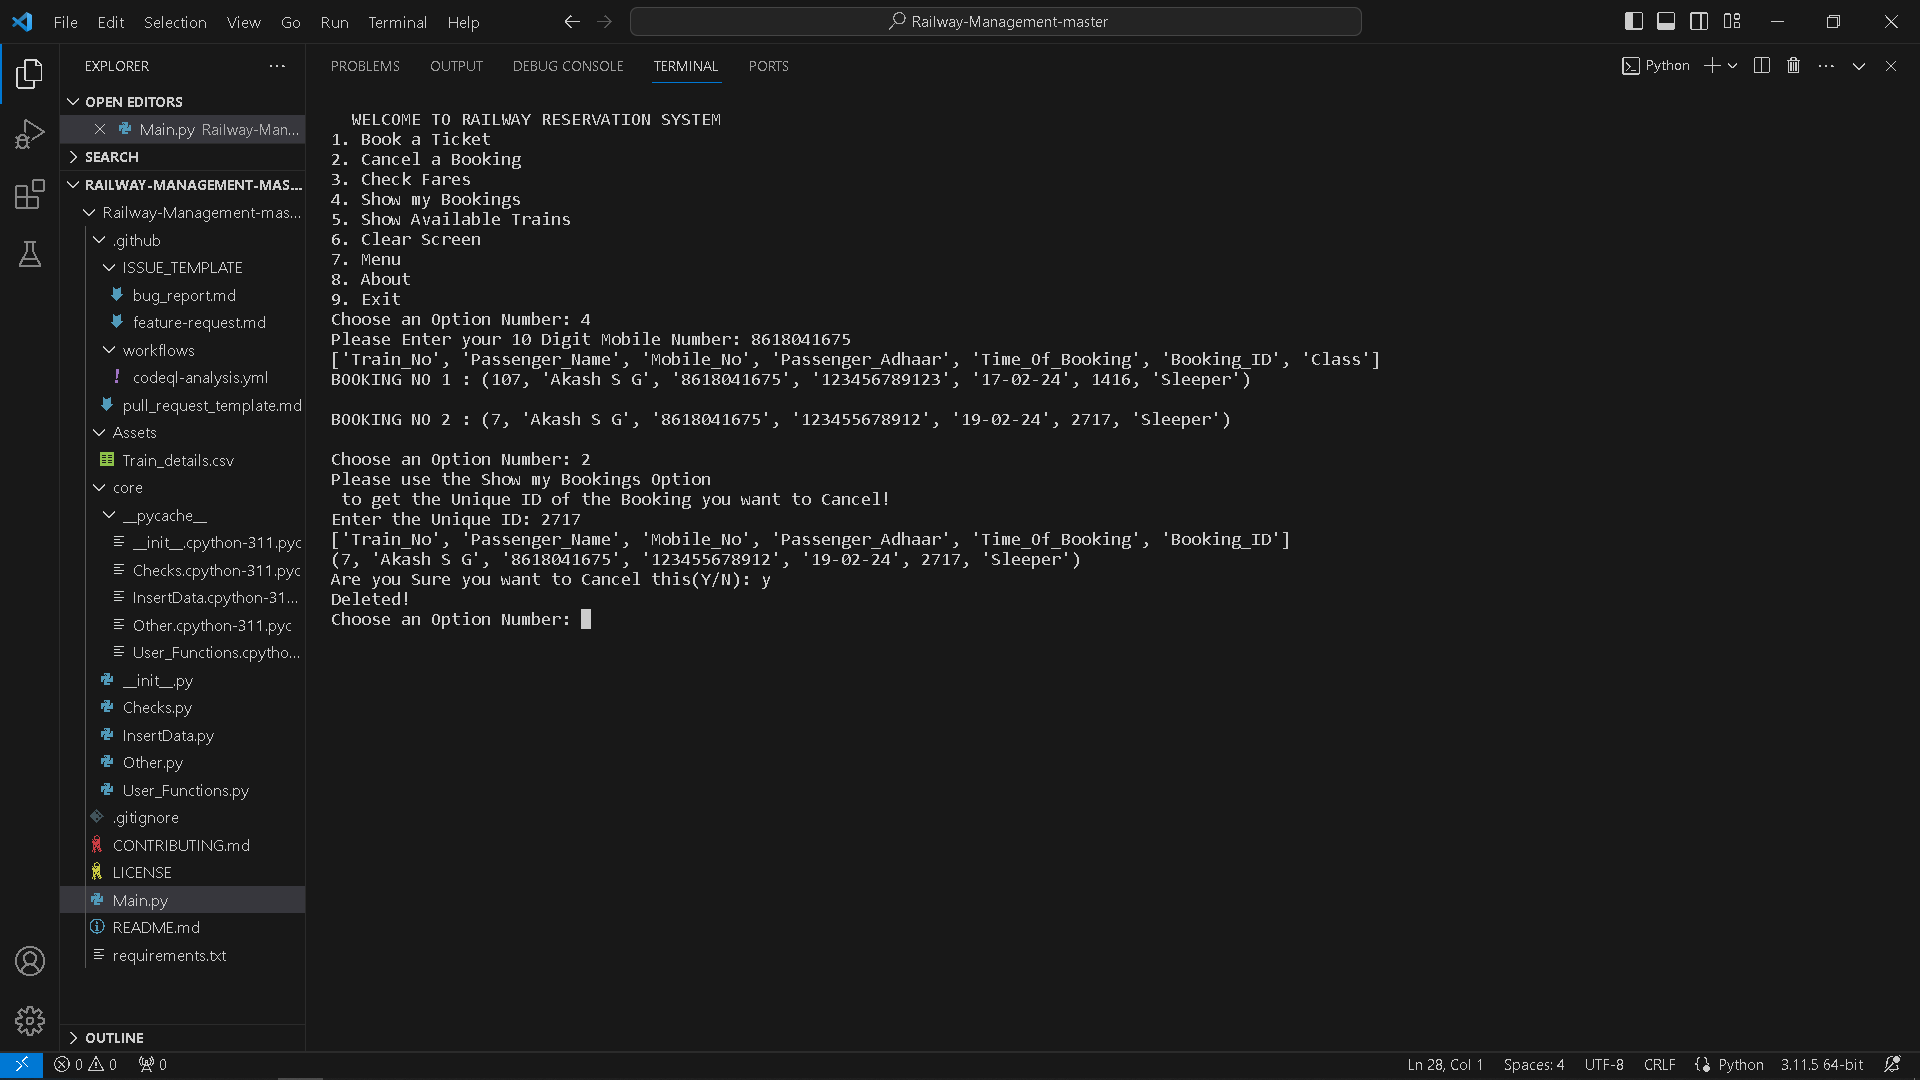 File Edit Selection View Go Run Terminal Help
Railway-Management-master
EXPLORER
OPEN EDITORS
Main.py Railway-Man...
SEARCH
RAILWAY-MANAGEMENT-MAS...
Railway-Management-mas...
.github
ISSUE_TEMPLATE
bug_report.md
feature-request.md
workflows
! codeql-analysis.yml
pull_request_template.md
Assets
Train_details.csv
core
__pycache__
__init__.cpython-311.pyc
Checks.cpython-311.pyc
InsertData.cpython-31...
Other.cpython-311.pyc
User_Functions.cpytho...
__init__.py
Checks.py
InsertData.py
Other.py
User_Functions.py
.gitignore
CONTRIBUTING.md
LICENSE
Main.py
README.md
requirements.txt
OUTLINE
PROBLEMS OUTPUT DEBUG CONSOLE TERMINAL PORTS
Python
WELCOME TO RAILWAY RESERVATION SYSTEM
1. Book a Ticket
2. Cancel a Booking
3. Check Fares
4. Show my Bookings
5. Show Available Trains
6. Clear Screen
7. Menu
8. About
9. Exit
Choose an Option Number: 4
Please Enter your 10 Digit Mobile Number: 8618041675
['Train_No', 'Passenger_Name', 'Mobile_No', 'Passenger_Adhaar', 'Time_Of_Booking', 'Booking_ID', 'Class']
BOOKING NO 1 : (107, 'Akash S G', '8618041675', '123456789123', '17-02-24', 1416, 'Sleeper')
BOOKING NO 2 : (7, 'Akash S G', '8618041675', '123455678912', '19-02-24', 2717, 'Sleeper')
Choose an Option Number: 2
Please use the Show my Bookings Option
to get the Unique ID of the Booking you want to Cancel!
Enter the Unique ID: 2717
['Train_No', 'Passenger_Name', 'Mobile_No', 'Passenger_Adhaar', 'Time_Of_Booking', 'Booking_ID']
(7, 'Akash S G', '8618041675', '123455678912', '19-02-24', 2717, 'Sleeper')
Are you Sure you want to Cancel this(Y/N): y
Deleted!
Choose an Option Number:
0 0 0
Ln 28, Col 1 Spaces: 4 UTF-8 CRLF Python 3.11.5 64-bit